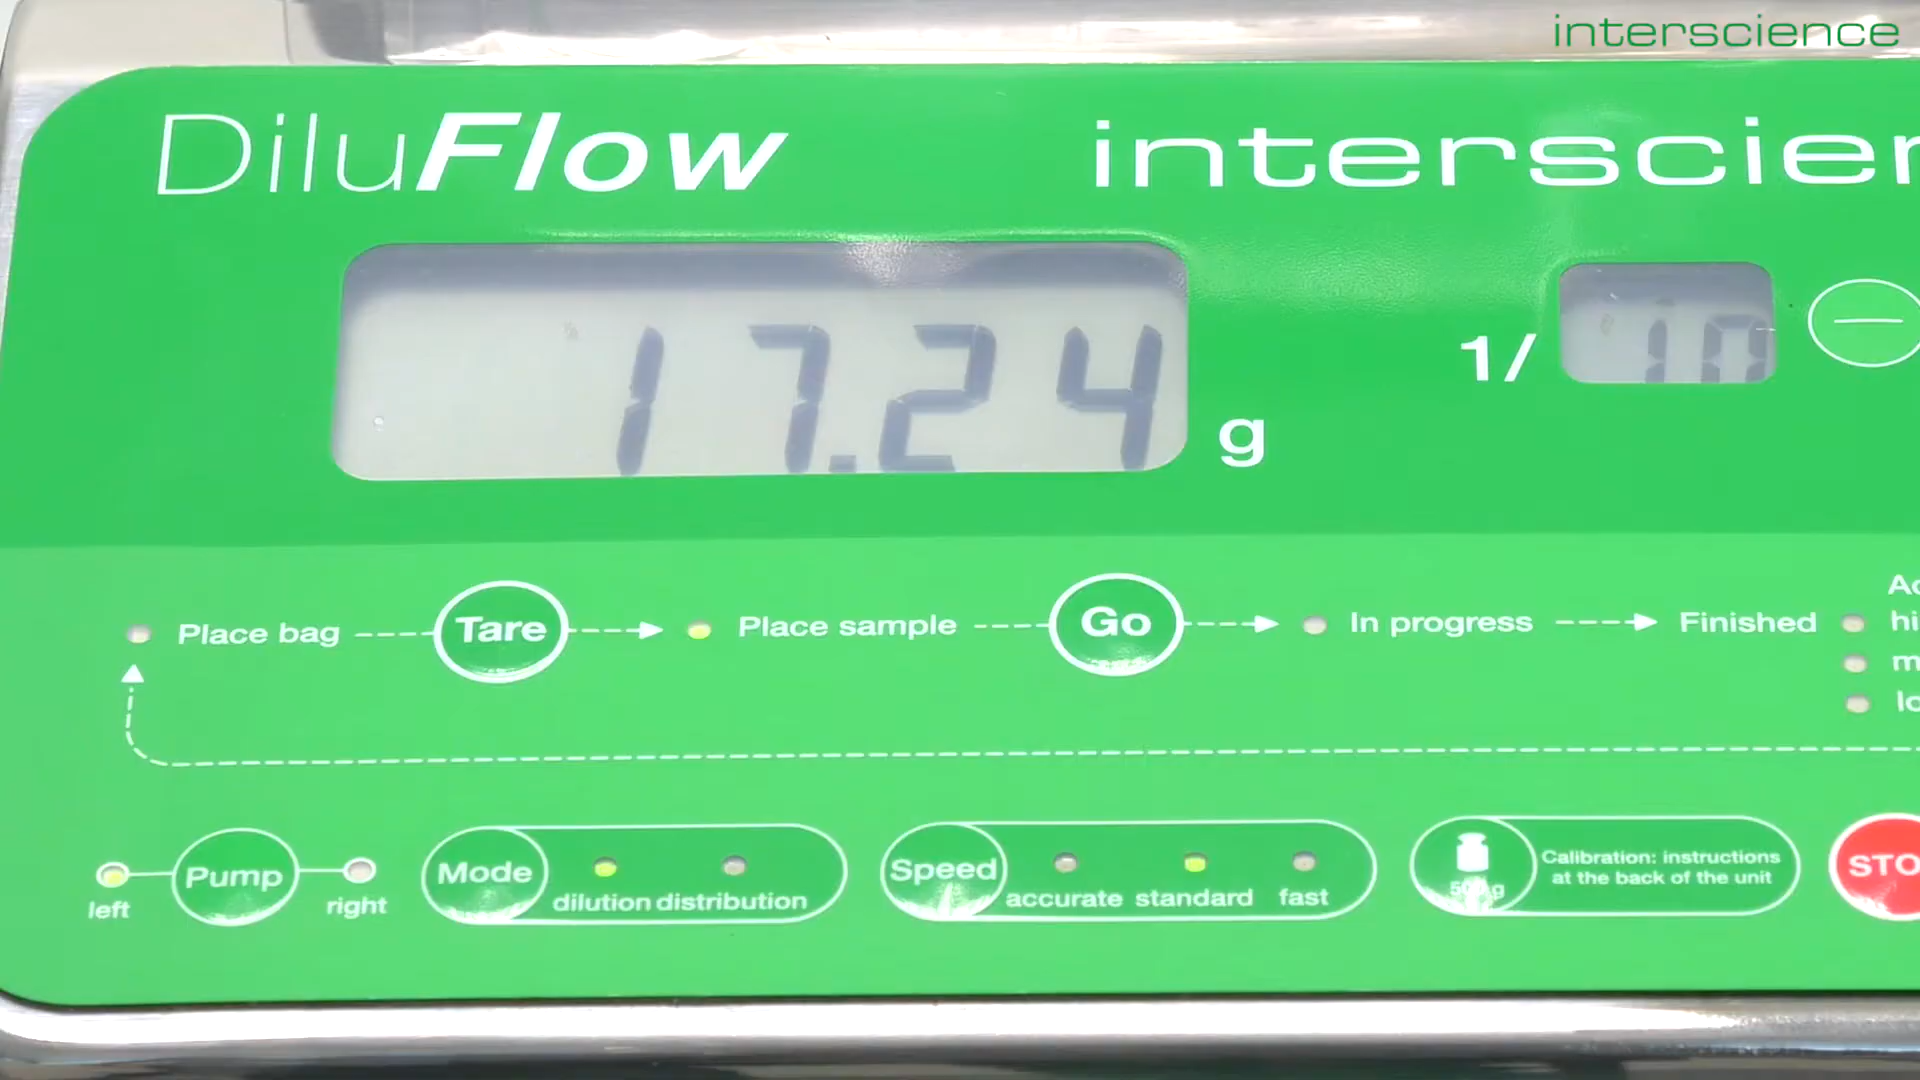 interscience
DiluFlow
interscien
17.24 g
1/ 10
Place bag Tare Place sample Go In progress Finished
Pump
left right
Mode
dilution distribution
Speed
accurate standard fast
Calibration: instructions
at the back of the unit
STO